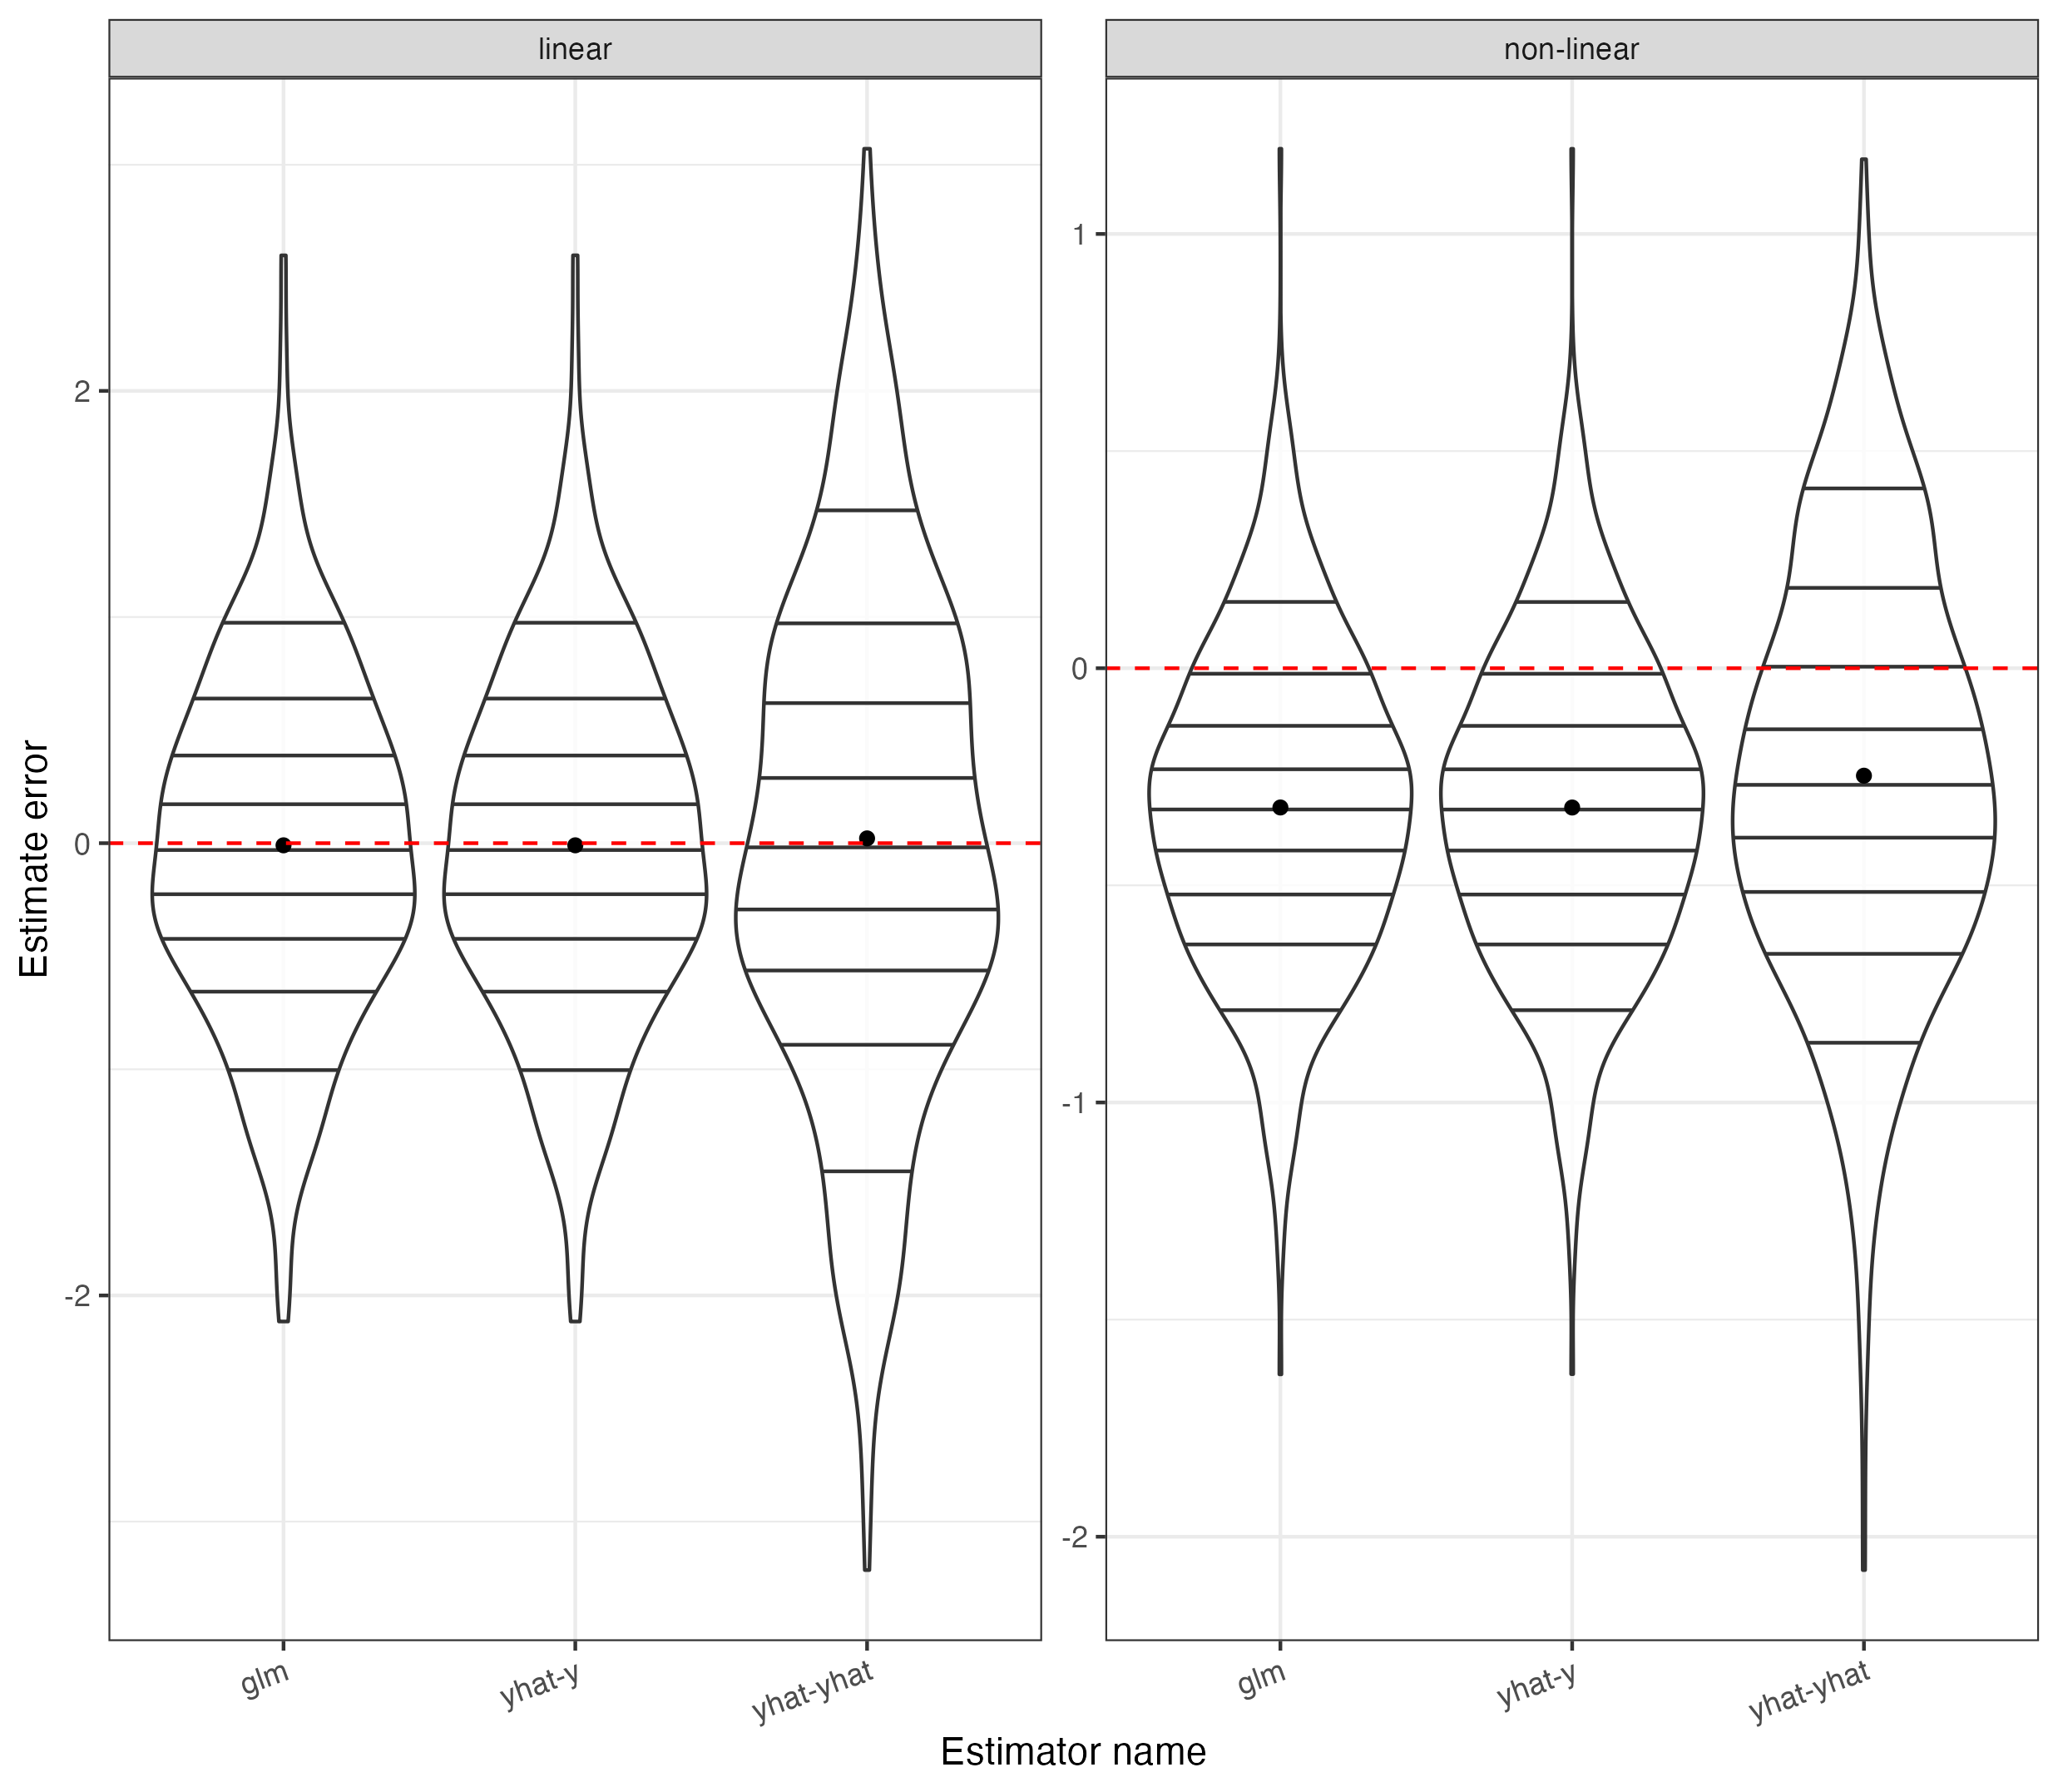 linear
non-linear
Estimate error
2
0
-2
1
0
-1
-2
glm
yhat-y
yhat-yhat
glm
yhat-y
yhat-yhat
Estimator name